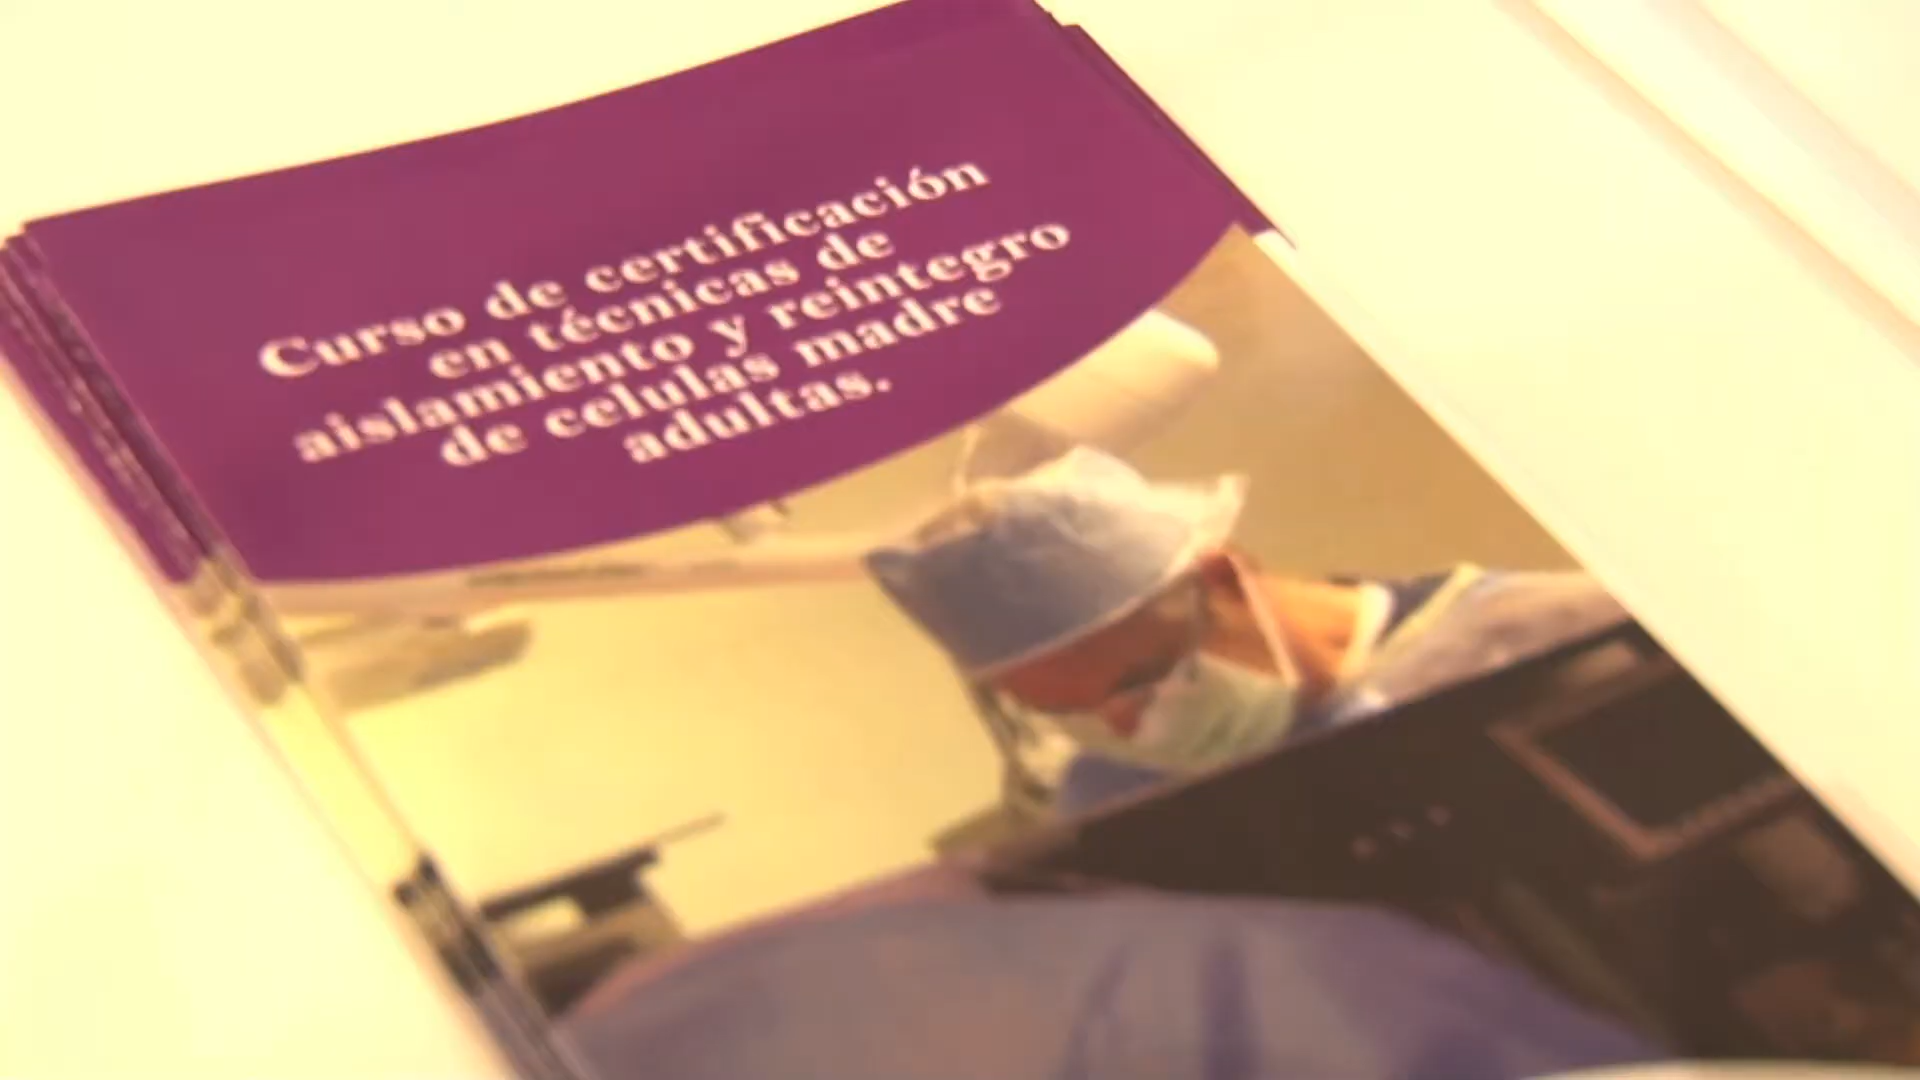 Curso de certificación
en técnicas de
aislamiento y reintegro
de celulas madre
adultas.